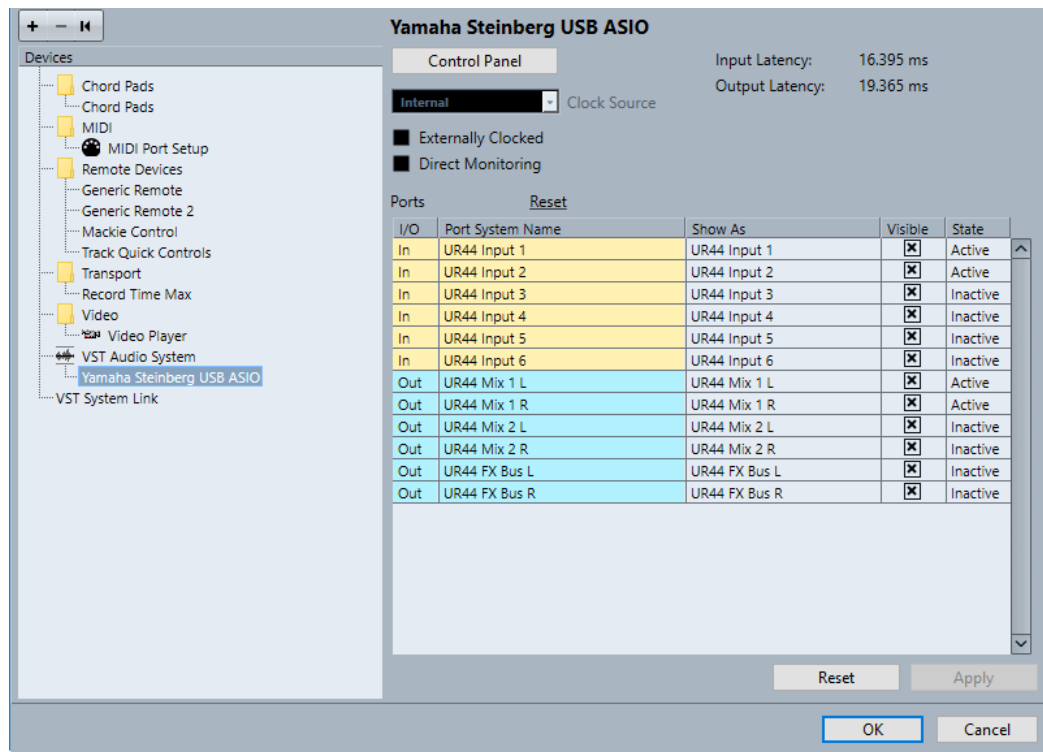 Yamaha Steinberg USB ASIO
Devices
Chord Pads
Chord Pads
MIDI
MIDI Port Setup
Remote Devices
Generic Remote
Generic Remote 2
Mackie Control
Track Quick Controls
Transport
Record Time Max
Video
Video Player
VST Audio System
Yamaha Steinberg USB ASIO
VST System Link
Control Panel
Input Latency: 16.395 ms
Output Latency: 19.365 ms
Internal Clock Source
Externally Clocked
Direct Monitoring
Ports Reset
I/O Port System Name Show As Visible State
In UR44 Input 1 UR44 Input 1 Active
In UR44 Input 2 UR44 Input 2 Active
In UR44 Input 3 UR44 Input 3 Inactive
In UR44 Input 4 UR44 Input 4 Inactive
In UR44 Input 5 UR44 Input 5 Inactive
In UR44 Input 6 UR44 Input 6 Inactive
Out UR44 Mix 1 L UR44 Mix 1 L Active
Out UR44 Mix 1 R UR44 Mix 1 R Active
Out UR44 Mix 2 L UR44 Mix 2 L Inactive
Out UR44 Mix 2 R UR44 Mix 2 R Inactive
Out UR44 FX Bus L UR44 FX Bus L Inactive
Out UR44 FX Bus R UR44 FX Bus R Inactive
Reset Apply
OK Cancel